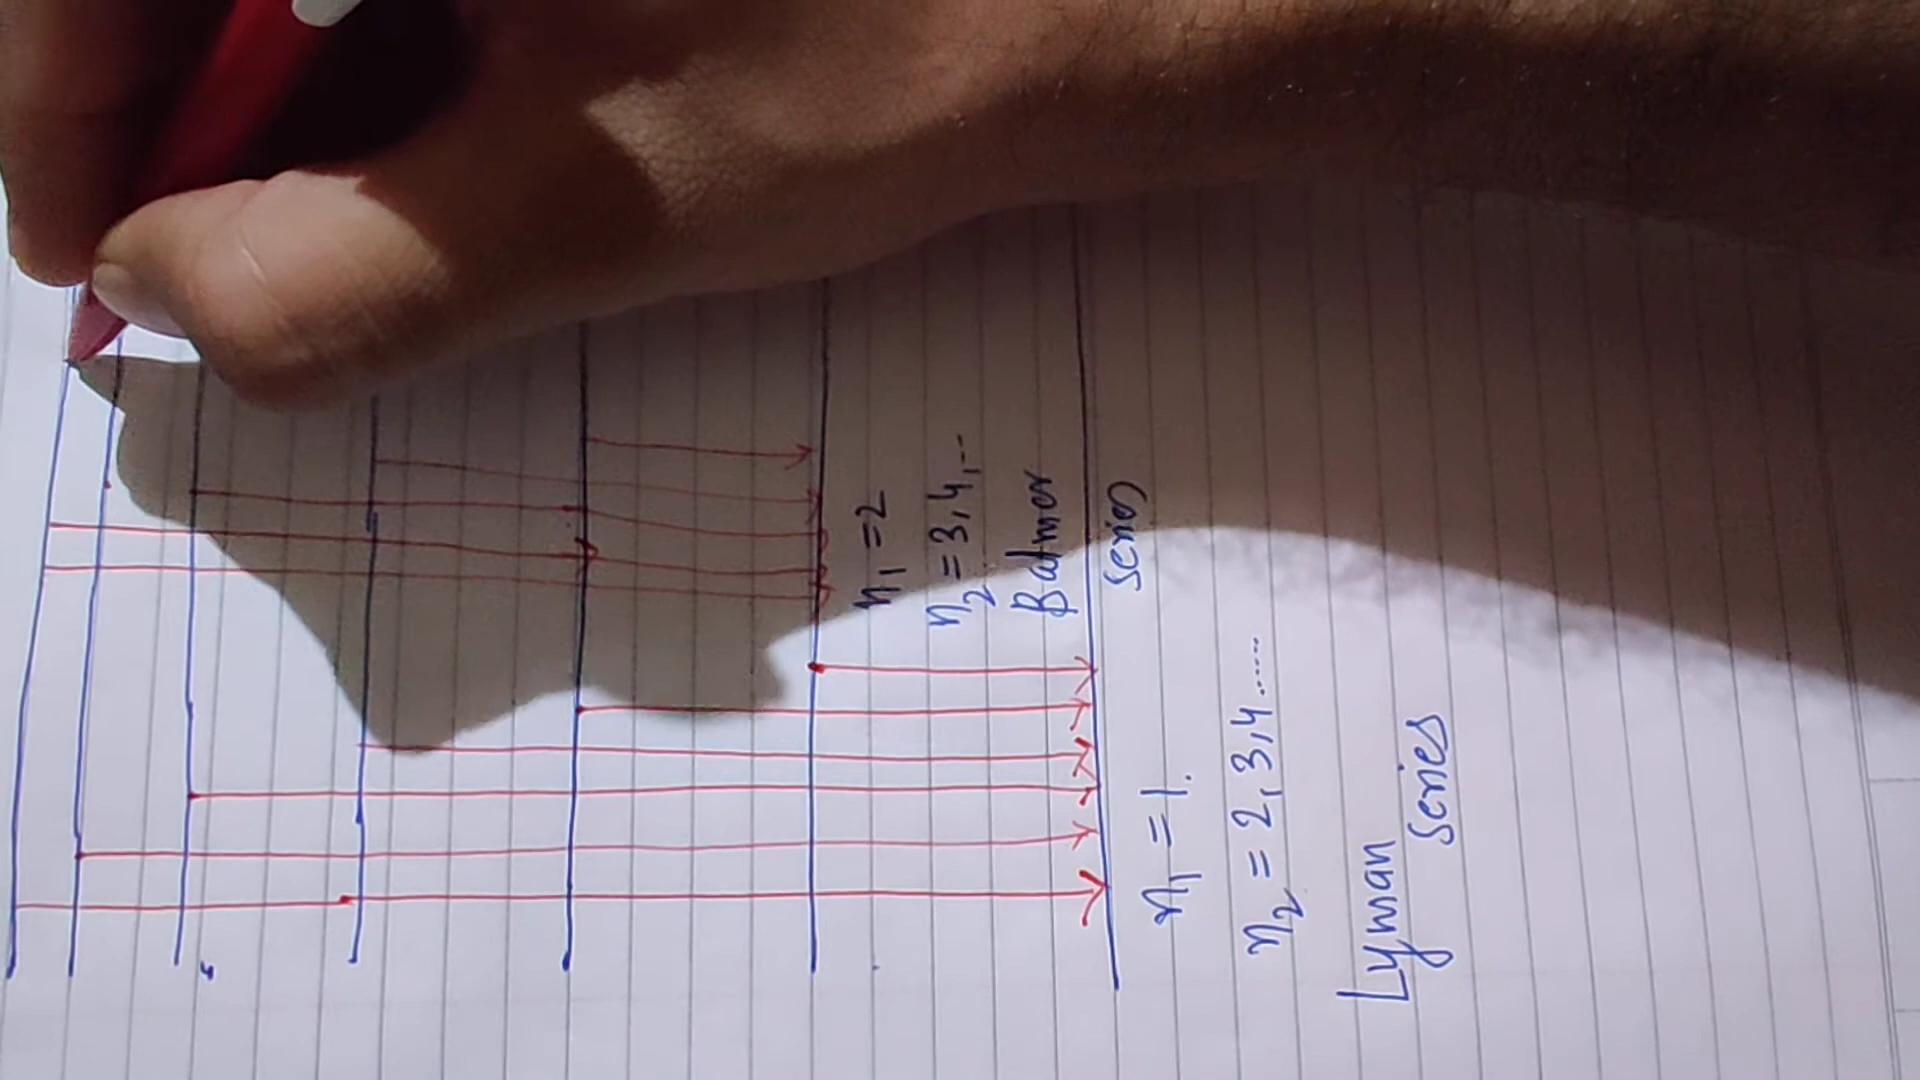 n₁ = 2
n₂ = 3, 4, ...
Balmer
series
n₁ = 1.
n₂ = 2, 3, 4 ......
Lyman
series